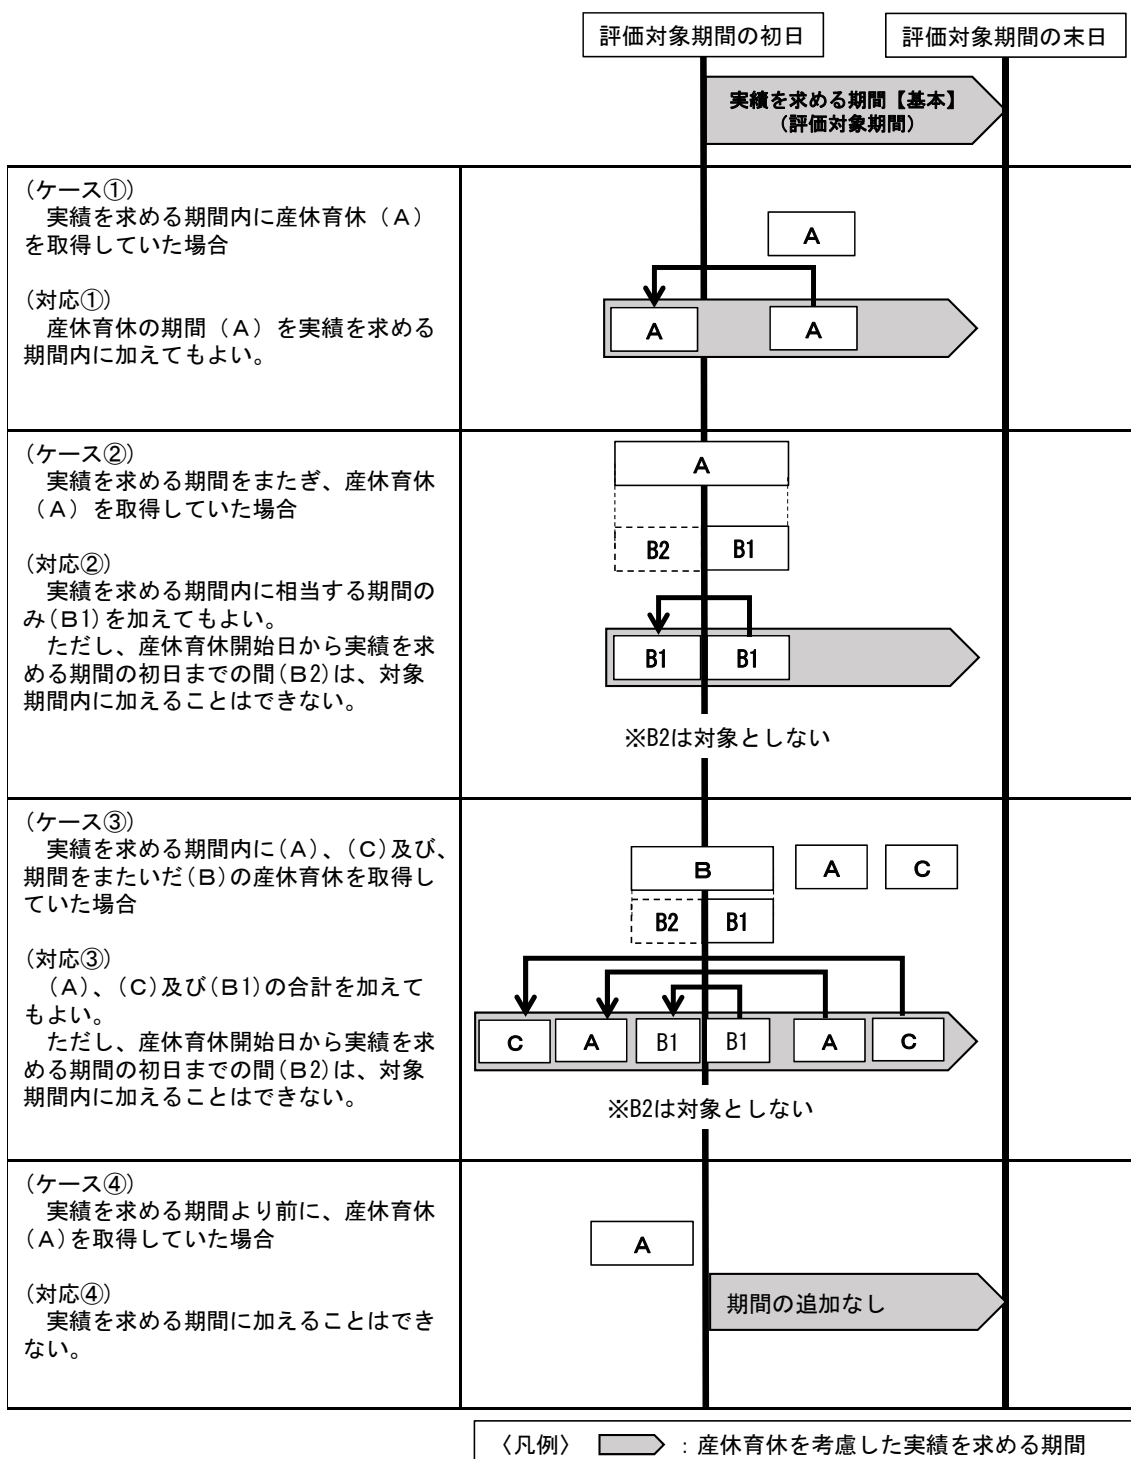 評価対象期間の初日
評価対象期間の末日
実績を求める期間【基本】
（評価対象期間）
（ケース①）
実績を求める期間内に産休育休（Ａ）
を取得していた場合
（対応①）
産休育休の期間（Ａ）を実績を求める
期間内に加えてもよい。
A
A
A
（ケース②）
実績を求める期間をまたぎ、産休育休
（Ａ）を取得していた場合
（対応②）
実績を求める期間内に相当する期間の
み（Ｂ1）を加えてもよい。
ただし、産休育休開始日から実績を求
める期間の初日までの間（Ｂ2）は、対象
期間内に加えることはできない。
A
B2
B1
B1
B1
※B2は対象としない
（ケース③）
実績を求める期間内に（Ａ）、（Ｃ）及び、
期間をまたいだ（Ｂ）の産休育休を取得し
ていた場合
（対応③）
（Ａ）、（Ｃ）及び（Ｂ1）の合計を加えて
もよい。
ただし、産休育休開始日から実績を求
める期間の初日までの間（Ｂ2）は、対象
期間内に加えることはできない。
B
A
C
B2
B1
C
A
B1
B1
A
C
※B2は対象としない
（ケース④）
実績を求める期間より前に、産休育休
（Ａ）を取得していた場合
（対応④）
実績を求める期間に加えることはでき
ない。
A
期間の追加なし
〈凡例〉 ：産休育休を考慮した実績を求める期間